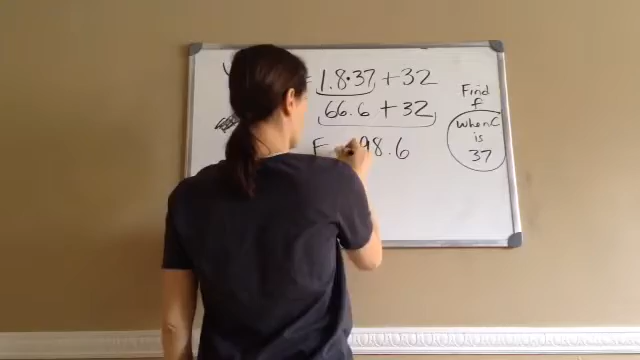 = 1.8·37 + 32
66.6 + 32
F = 98.6
Find
f
when C
is
37